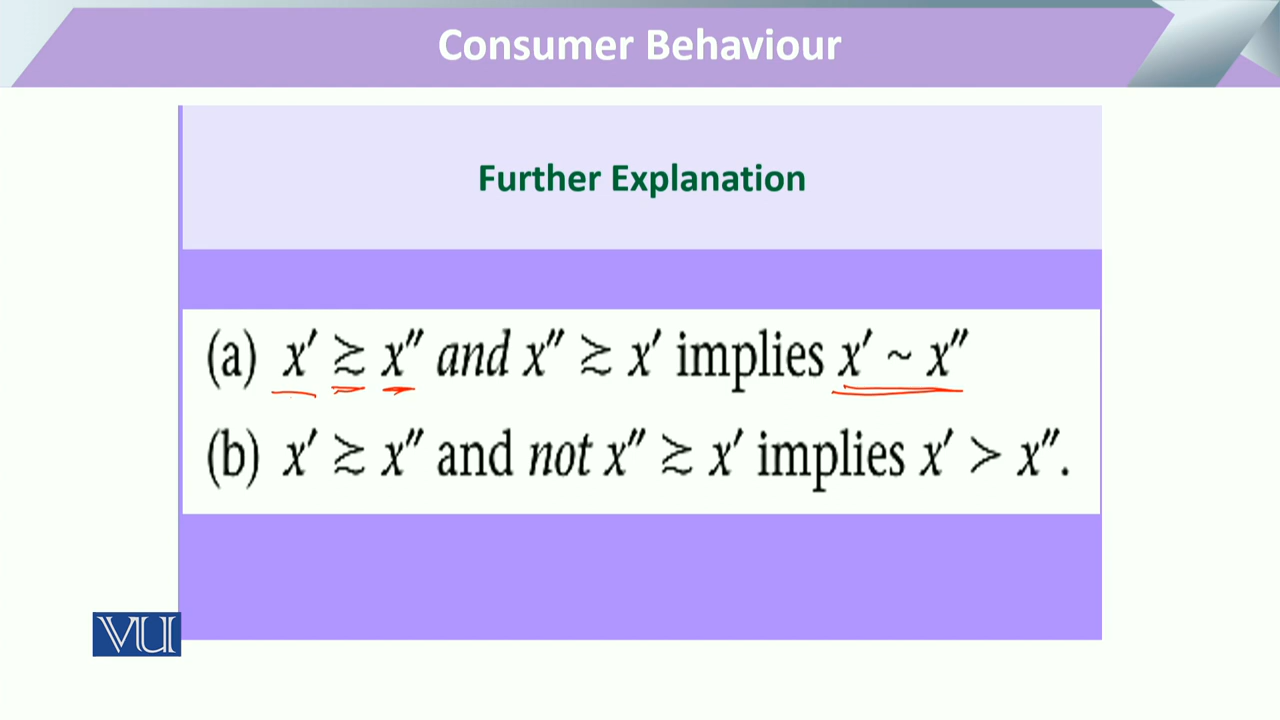 Consumer Behaviour
Further Explanation
(a) x′ ≿ x″ and x″ ≿ x′ implies x′ ~ x″
(b) x′ ≿ x″ and not x″ ≿ x′ implies x′ ≻ x″.
VU